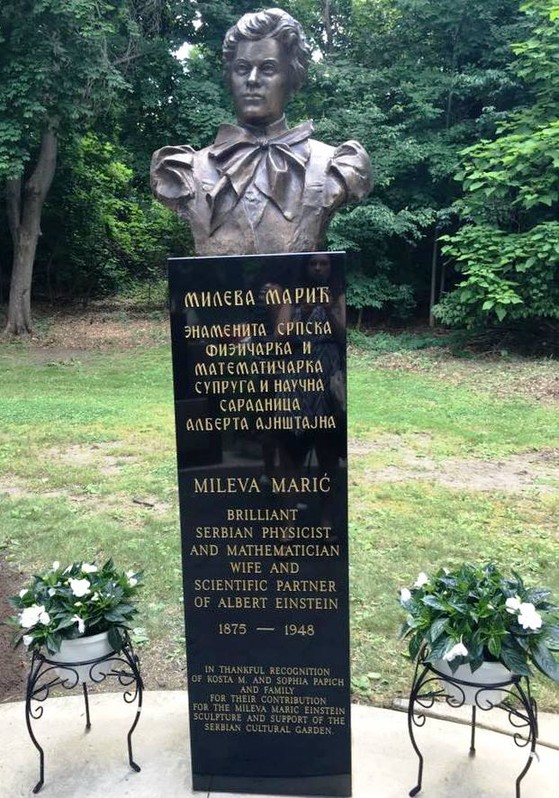 МИЛЕВА МАРИЋ
ЗНАМЕНИТА СРПСКА
ФИЗИЧАРКА И
МАТЕМАТИЧАРКА
СУПРУГА И НАУЧНА
САРАДНИЦА
АЛБЕРТА АЈНШТАЈНА
MILEVA MARIĆ
BRILLIANT
SERBIAN PHYSICIST
AND MATHEMATICIAN
WIFE AND
SCIENTIFIC PARTNER
OF ALBERT EINSTEIN
1875 — 1948
IN THANKFUL RECOGNITION
OF KOSTA M. AND SOPHIA PAPICH
AND FAMILY
FOR THEIR CONTRIBUTION
FOR THE MILEVA MARIC EINSTEIN
SCULPTURE AND SUPPORT OF THE
SERBIAN CULTURAL GARDEN.